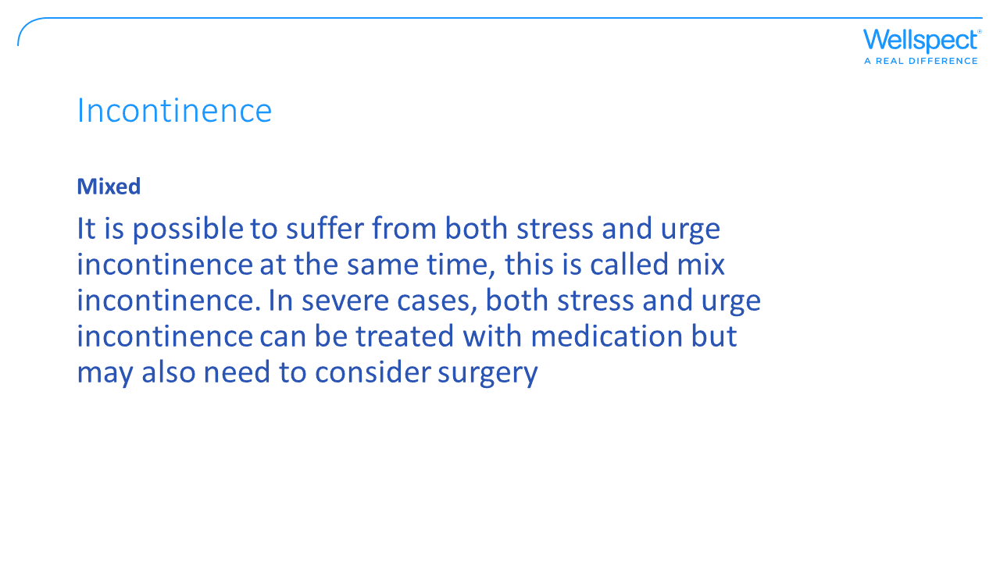 Wellspect®
A REAL DIFFERENCE
Incontinence
Mixed
It is possible to suffer from both stress and urge
incontinence at the same time, this is called mix
incontinence. In severe cases, both stress and urge
incontinence can be treated with medication but
may also need to consider surgery